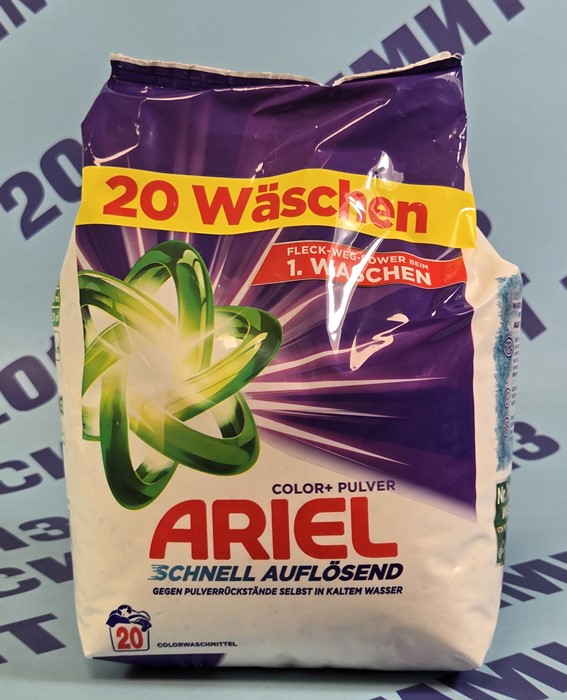 20 Wäschen
FLECK-WEG-POWER BEIM
1. WASCHEN
COLOR+ PULVER
ARIEL
SCHNELL AUFLÖSEND
GEGEN PULVERRÜCKSTÄNDE SELBST IN KALTEM WASSER
20
COLORWASCHMITTEL